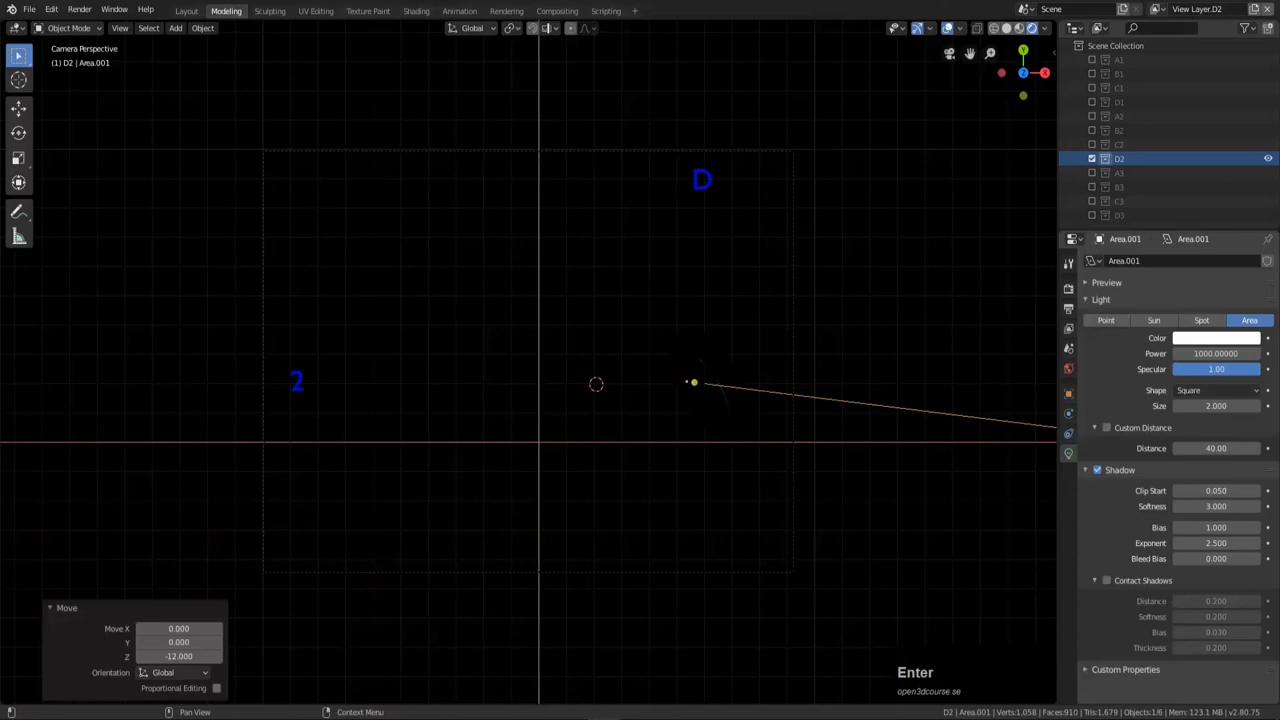 File Edit Render Window Help Layout Modeling Sculpting UV Editing Texture Paint Shading Animation Rendering Compositing Scripting + Scene View Layer.D2
Object Mode View Select Add Object Global
Camera Perspective
(1) D2 | Area.001
Y
Z X
D
2
Scene Collection
A1
B1
C1
D1
A2
B2
C2
D2
A3
B3
C3
D3
Area.001 Area.001
Area.001
Preview
Light
Point Sun Spot Area
Color
Power 1000.00000
Specular 1.00
Shape Square
Size 2.000
Custom Distance
Distance 40.00
Shadow
Clip Start 0.050
Softness 3.000
Bias 1.000
Exponent 2.500
Bleed Bias 0.000
Contact Shadows
Distance 0.200
Softness 0.200
Bias 0.030
Thickness 0.200
Custom Properties
Move
Move X 0.000
Y 0.000
Z -12.000
Orientation Global
Proportional Editing
Enter
open3dcourse.se
Pan View Context Menu D2 | Area.001 | Verts:1,058 | Faces:910 | Tris:1,679 | Objects:1/6 | Mem: 123.1 MB | v2.80.75